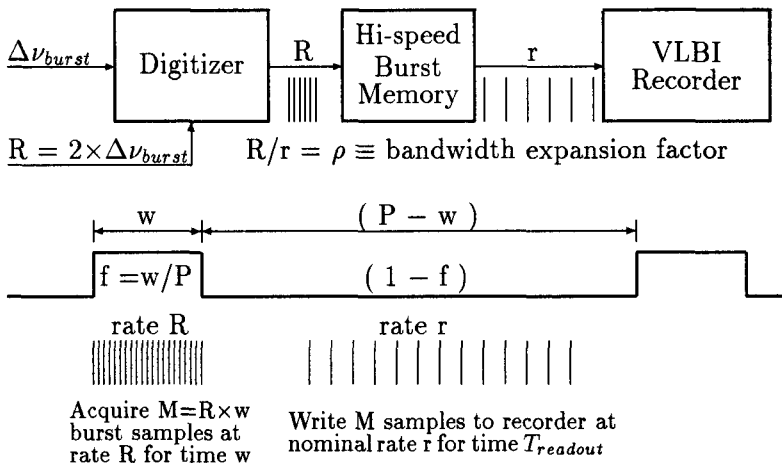 Δν_burst
Digitizer
R
Hi-speed
Burst
Memory
r
VLBI
Recorder
R = 2×Δν_burst
R/r = ρ ≡ bandwidth expansion factor
w
( P − w )
f =w/P
( 1 − f )
rate R
rate r
Acquire M=R×w
burst samples at
rate R for time w
Write M samples to recorder at
nominal rate r for time T_readout